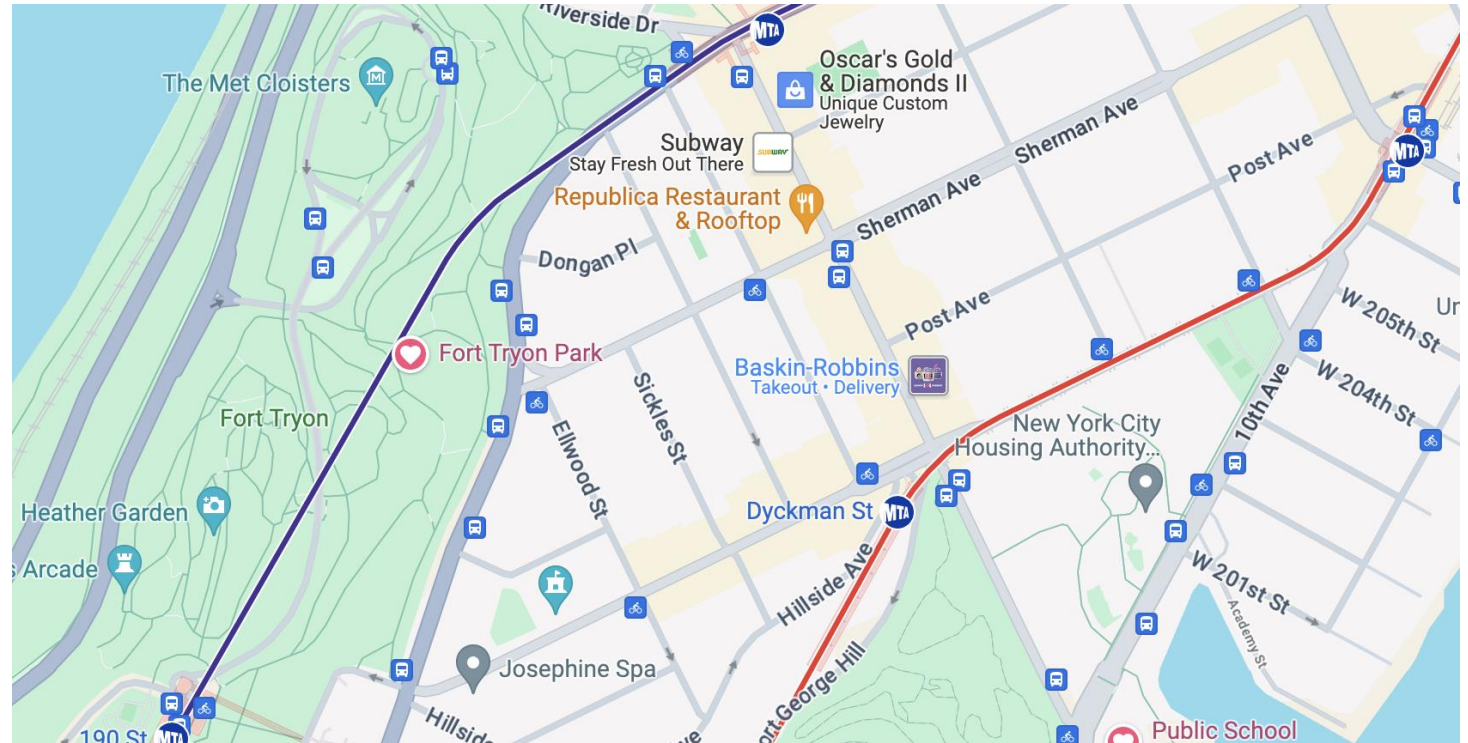 Riverside Dr
MTA
The Met Cloisters
Oscar's Gold
& Diamonds II
Unique Custom
Jewelry
Subway
Stay Fresh Out There
SUBWAY
Sherman Ave
Post Ave
MTA
Republica Restaurant
& Rooftop
Sherman Ave
Dongan Pl
W 205th St
Post Ave
Fort Tryon Park
Baskin-Robbins
Takeout • Delivery
W 204th St
Sickles St
10th Ave
Fort Tryon
Ellwood St
New York City
Housing Authority...
Heather Garden
Dyckman St
MTA
Arcade
Hillside Ave
W 201st St
Academy St
Josephine Spa
George Hill
Hillside
190 St
MTA
Public School